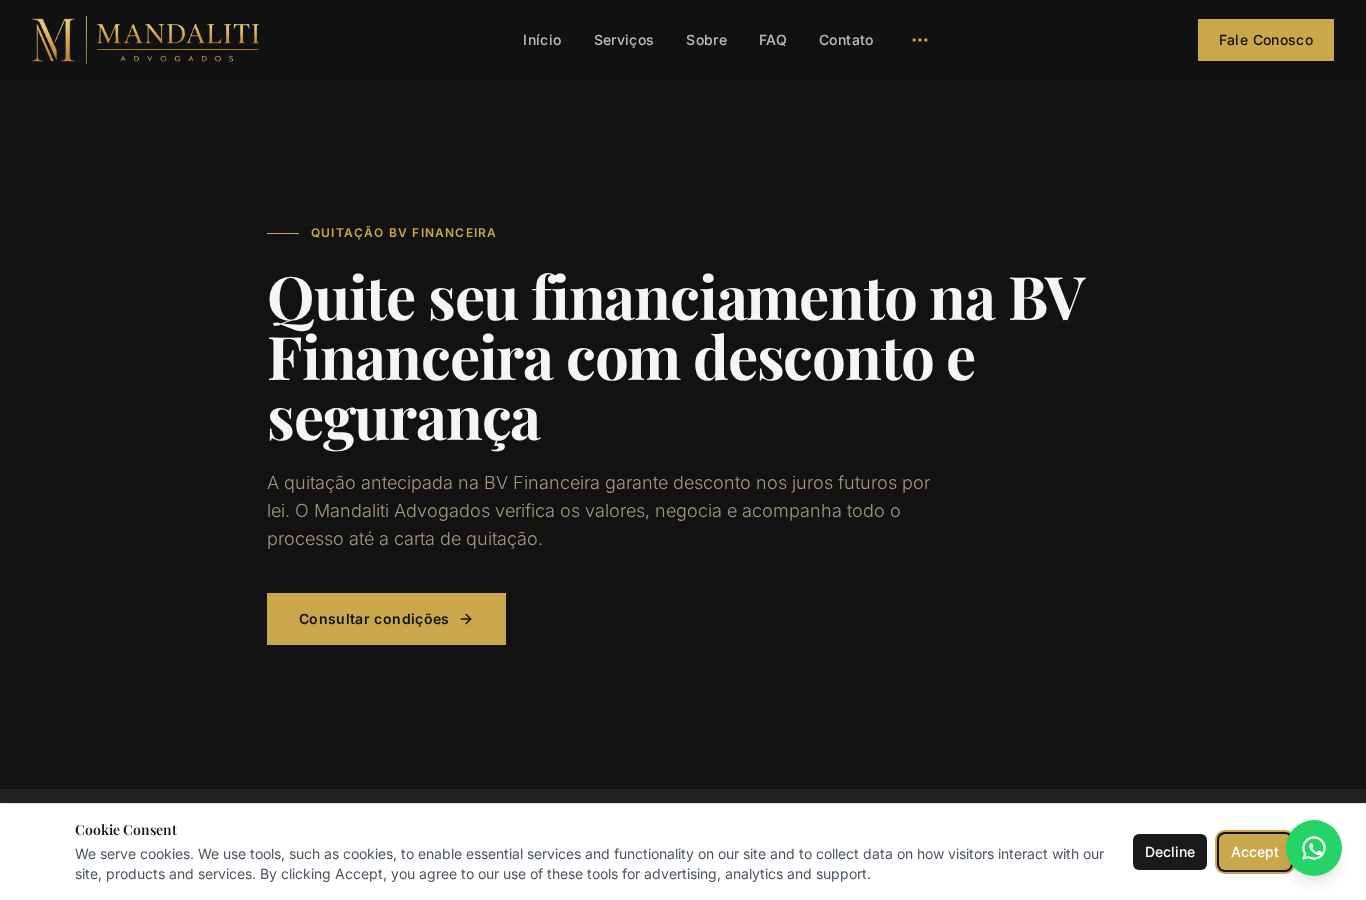 M MANDALITI
ADVOGADOS
Início Serviços Sobre FAQ Contato
Fale Conosco
QUITAÇÃO BV FINANCEIRA
Quite seu financiamento na BV
Financeira com desconto e
segurança
A quitação antecipada na BV Financeira garante desconto nos juros futuros por
lei. O Mandaliti Advogados verifica os valores, negocia e acompanha todo o
processo até a carta de quitação.
Consultar condições
Cookie Consent
We serve cookies. We use tools, such as cookies, to enable essential services and functionality on our site and to collect data on how visitors interact with our
site, products and services. By clicking Accept, you agree to our use of these tools for advertising, analytics and support.
Decline
Accept